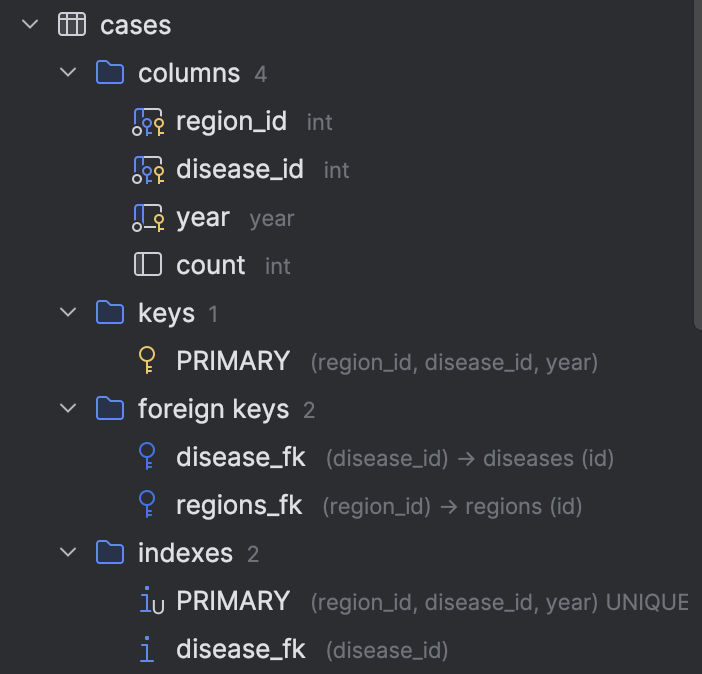 cases
columns 4
region_id int
disease_id int
year year
count int
keys 1
PRIMARY (region_id, disease_id, year)
foreign keys 2
disease_fk (disease_id) → diseases (id)
regions_fk (region_id) → regions (id)
indexes 2
PRIMARY (region_id, disease_id, year) UNIQUE
disease_fk (disease_id)